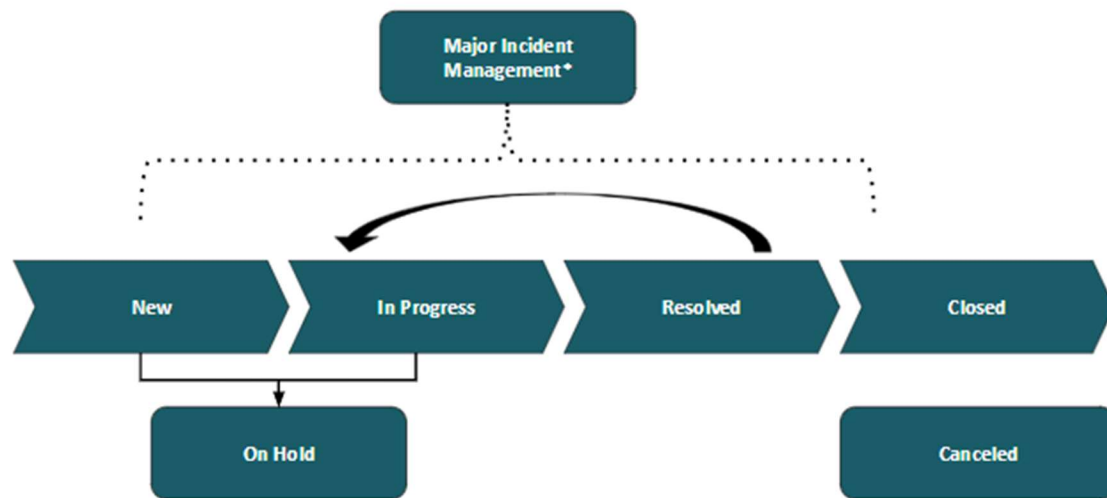 Major Incident
Management*
New
In Progress
Resolved
Closed
On Hold
Canceled